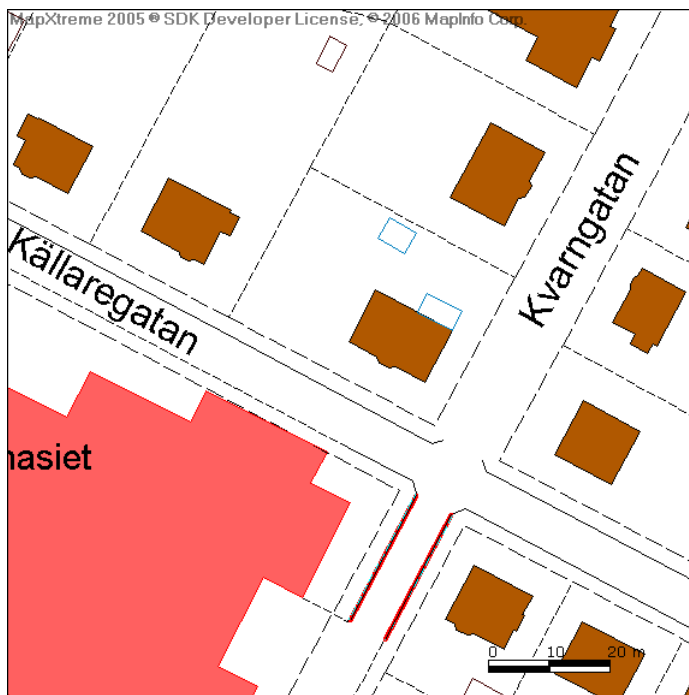 MapXtreme 2005 ® SDK Developer License, © 2006 MapInfo Corp.
Kvarngatan
Källaregatan
nasiet
0 10 20 m